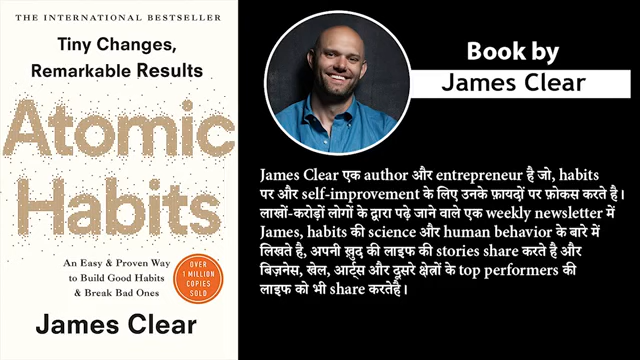 THE INTERNATIONAL BESTSELLER
Tiny Changes,
Remarkable Results
Atomic
Habits
An Easy & Proven Way
to Build Good Habits
& Break Bad Ones
OVER
1 MILLION
COPIES
SOLD
James Clear
Book by
James Clear
James Clear एक author और entrepreneur है जो, habits
पर और self-improvement के लिए उनके फ़ायदों पर फ़ोकस करते है।
लाखों-करोड़ों लोगों के द्वारा पढ़े जाने वाले एक weekly newsletter में
James, habits की science और human behavior के बारे में
लिखते है, अपनी ख़ुद की लाइफ की stories share करते है और
बिज़नेस, खेल, आर्ट्स और दूसरे क्षेत्रों के top performers की
लाइफ को भी share करतेहै।